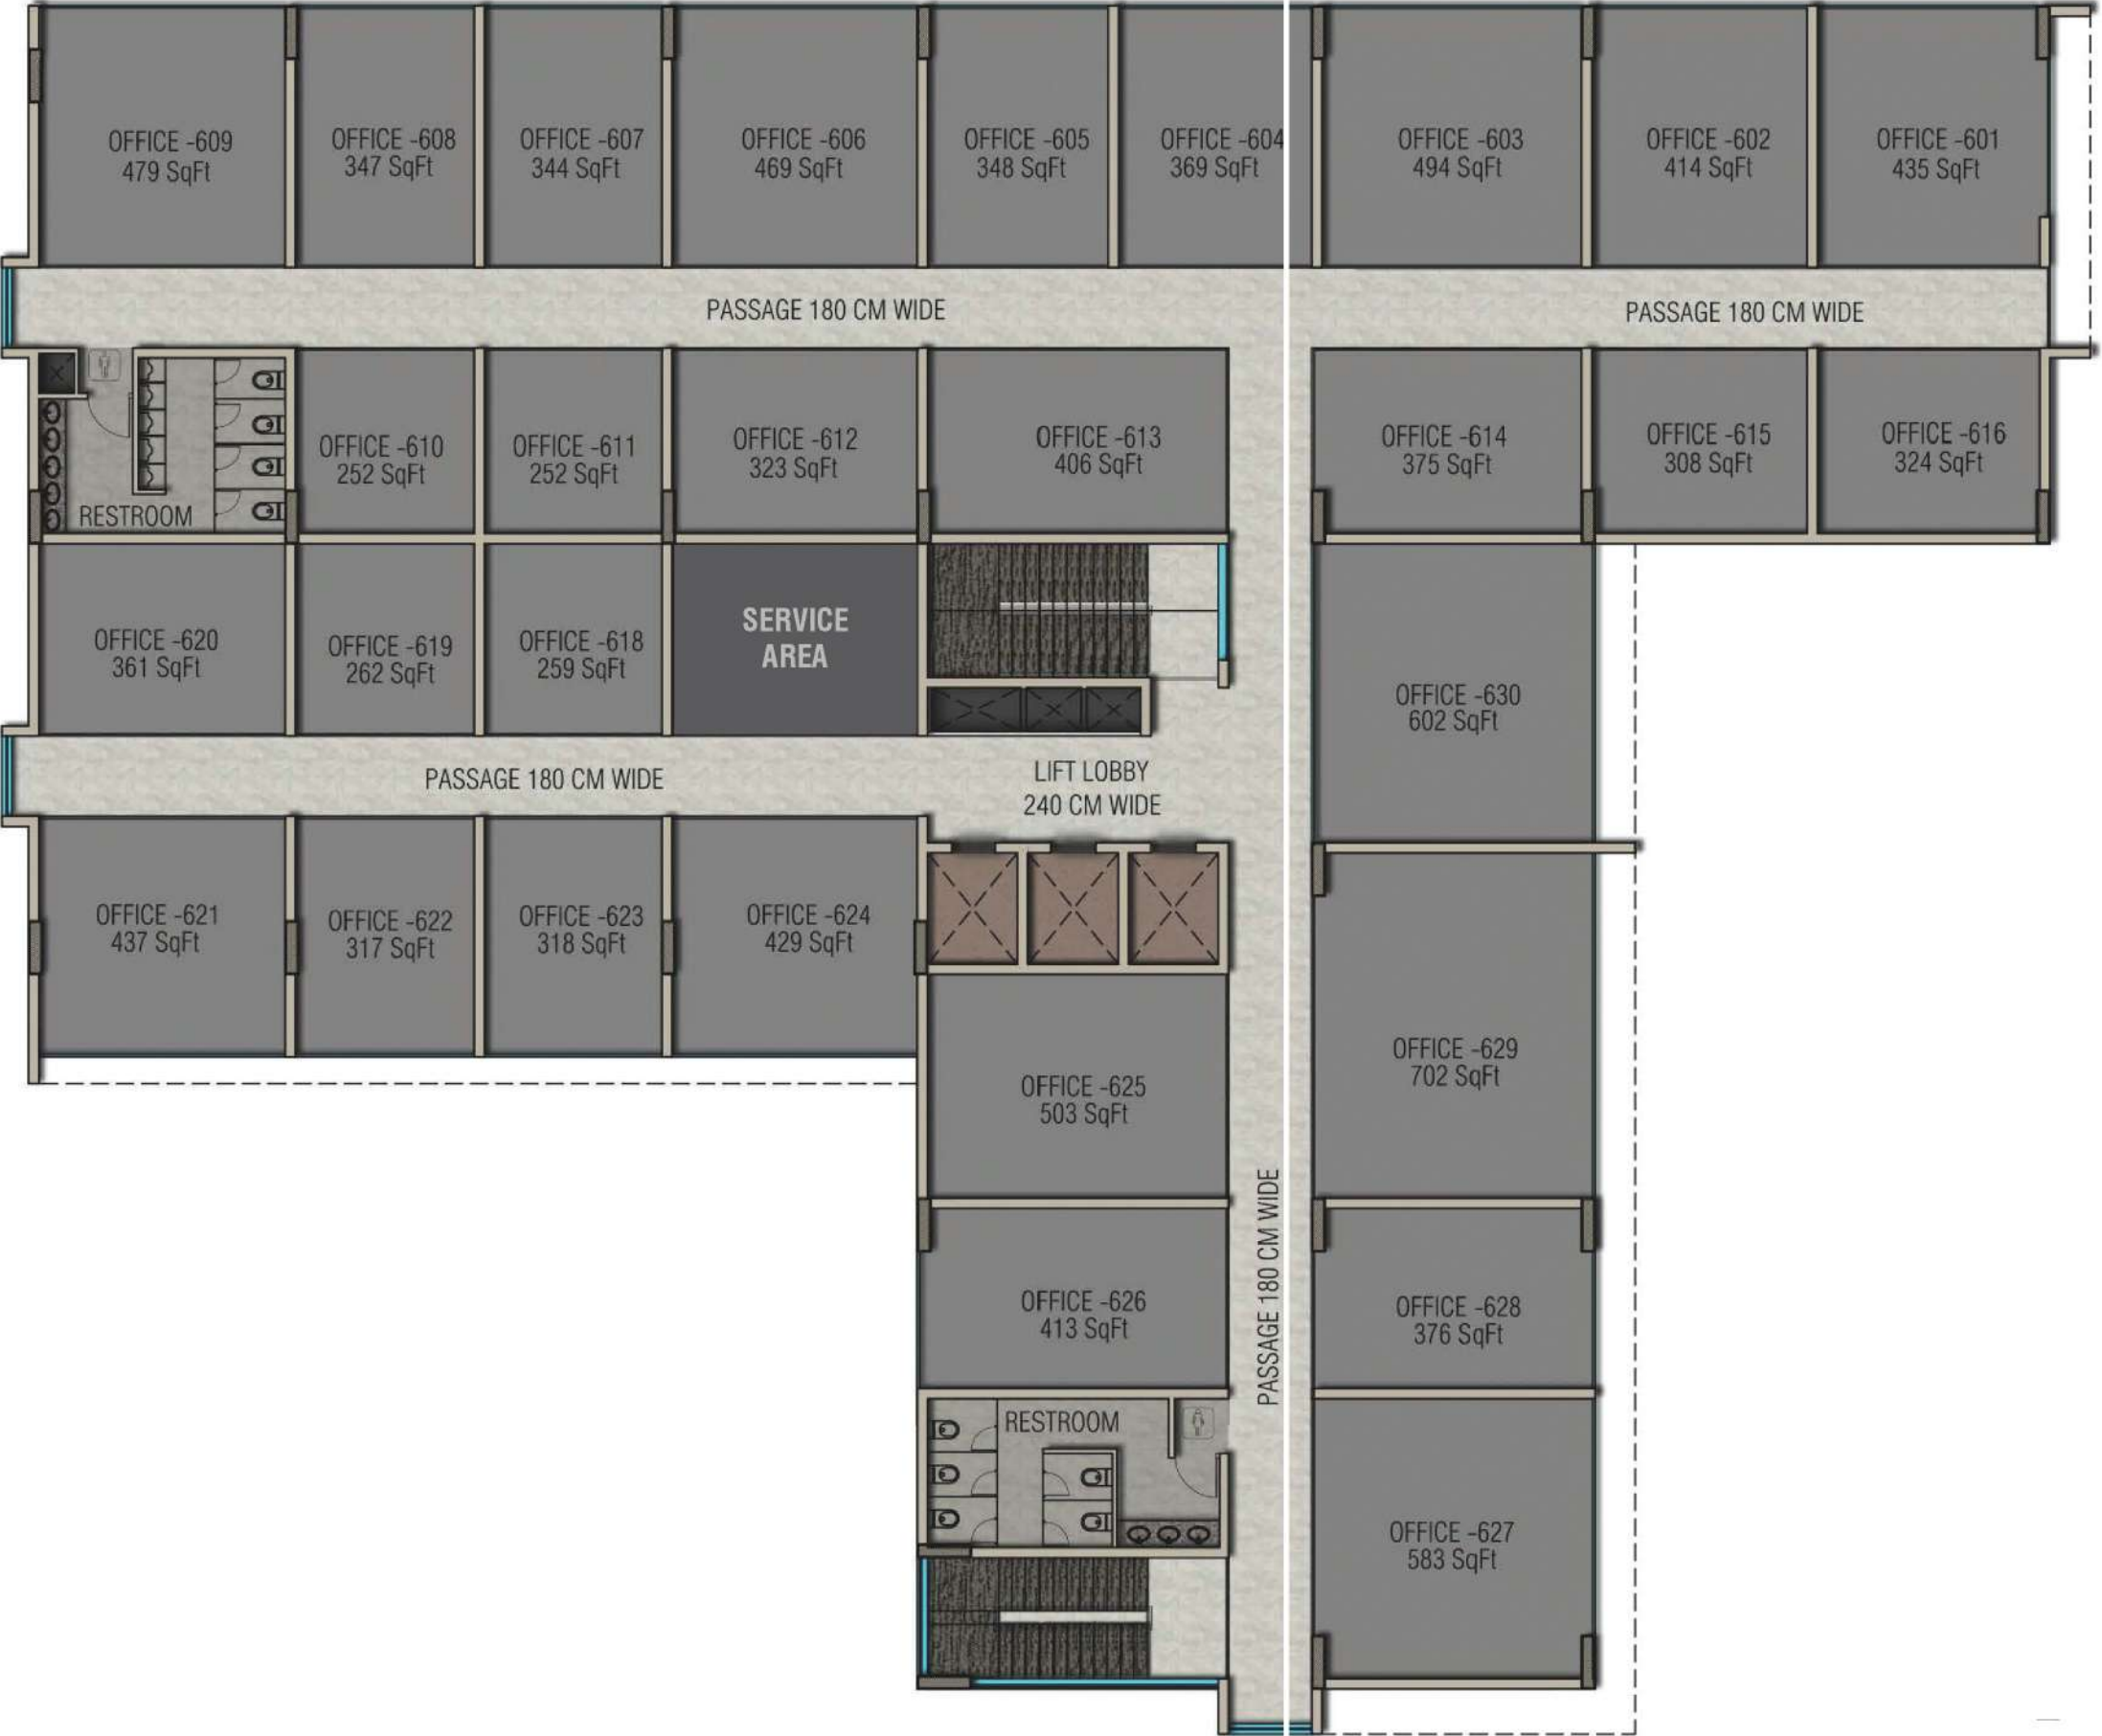 OFFICE -609
479 SqFt
OFFICE -608
347 SqFt
OFFICE -607
344 SqFt
OFFICE -606
469 SqFt
OFFICE -605
348 SqFt
OFFICE -604
369 SqFt
OFFICE -603
494 SqFt
OFFICE -602
414 SqFt
OFFICE -601
435 SqFt
PASSAGE 180 CM WIDE
PASSAGE 180 CM WIDE
RESTROOM
OFFICE -610
252 SqFt
OFFICE -611
252 SqFt
OFFICE -612
323 SqFt
OFFICE -613
406 SqFt
OFFICE -614
375 SqFt
OFFICE -615
308 SqFt
OFFICE -616
324 SqFt
OFFICE -620
361 SqFt
OFFICE -619
262 SqFt
OFFICE -618
259 SqFt
SERVICE
AREA
OFFICE -630
602 SqFt
PASSAGE 180 CM WIDE
LIFT LOBBY
240 CM WIDE
OFFICE -621
437 SqFt
OFFICE -622
317 SqFt
OFFICE -623
318 SqFt
OFFICE -624
429 SqFt
OFFICE -625
503 SqFt
OFFICE -629
702 SqFt
PASSAGE 180 CM WIDE
OFFICE -626
413 SqFt
OFFICE -628
376 SqFt
RESTROOM
OFFICE -627
583 SqFt